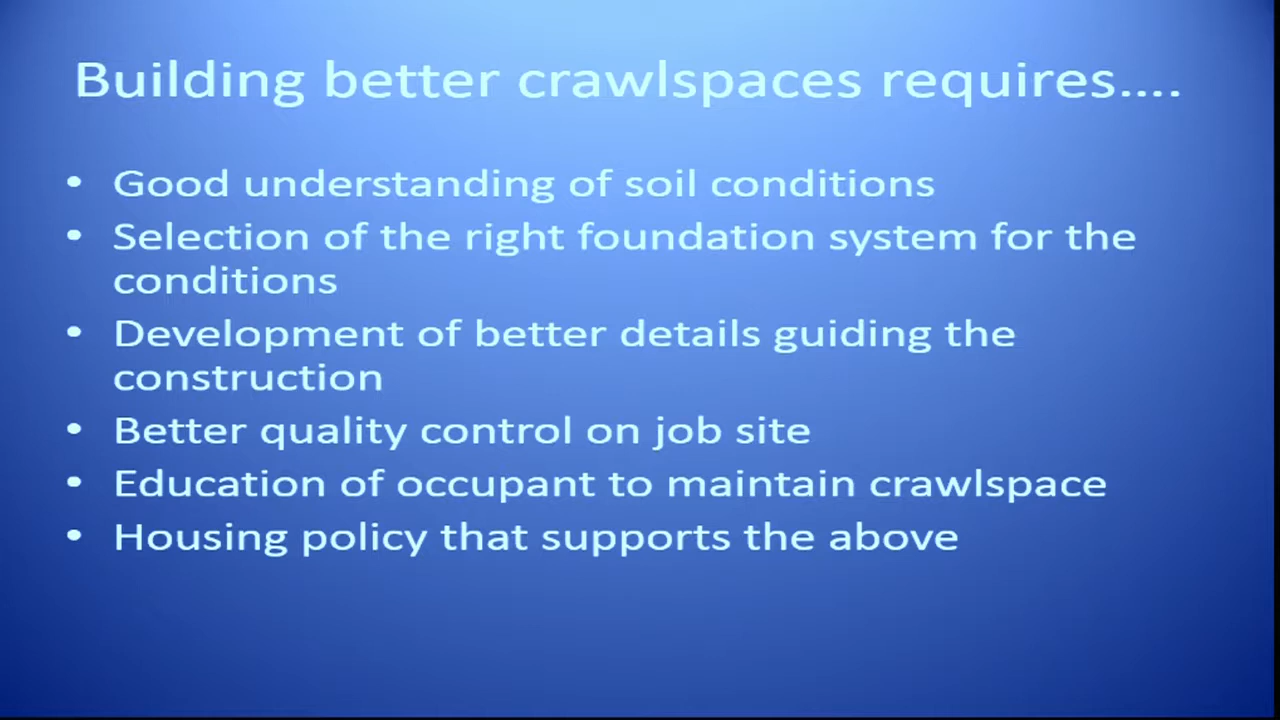 Building better crawlspaces requires....
• Good understanding of soil conditions
• Selection of the right foundation system for the
conditions
• Development of better details guiding the
construction
• Better quality control on job site
• Education of occupant to maintain crawlspace
• Housing policy that supports the above